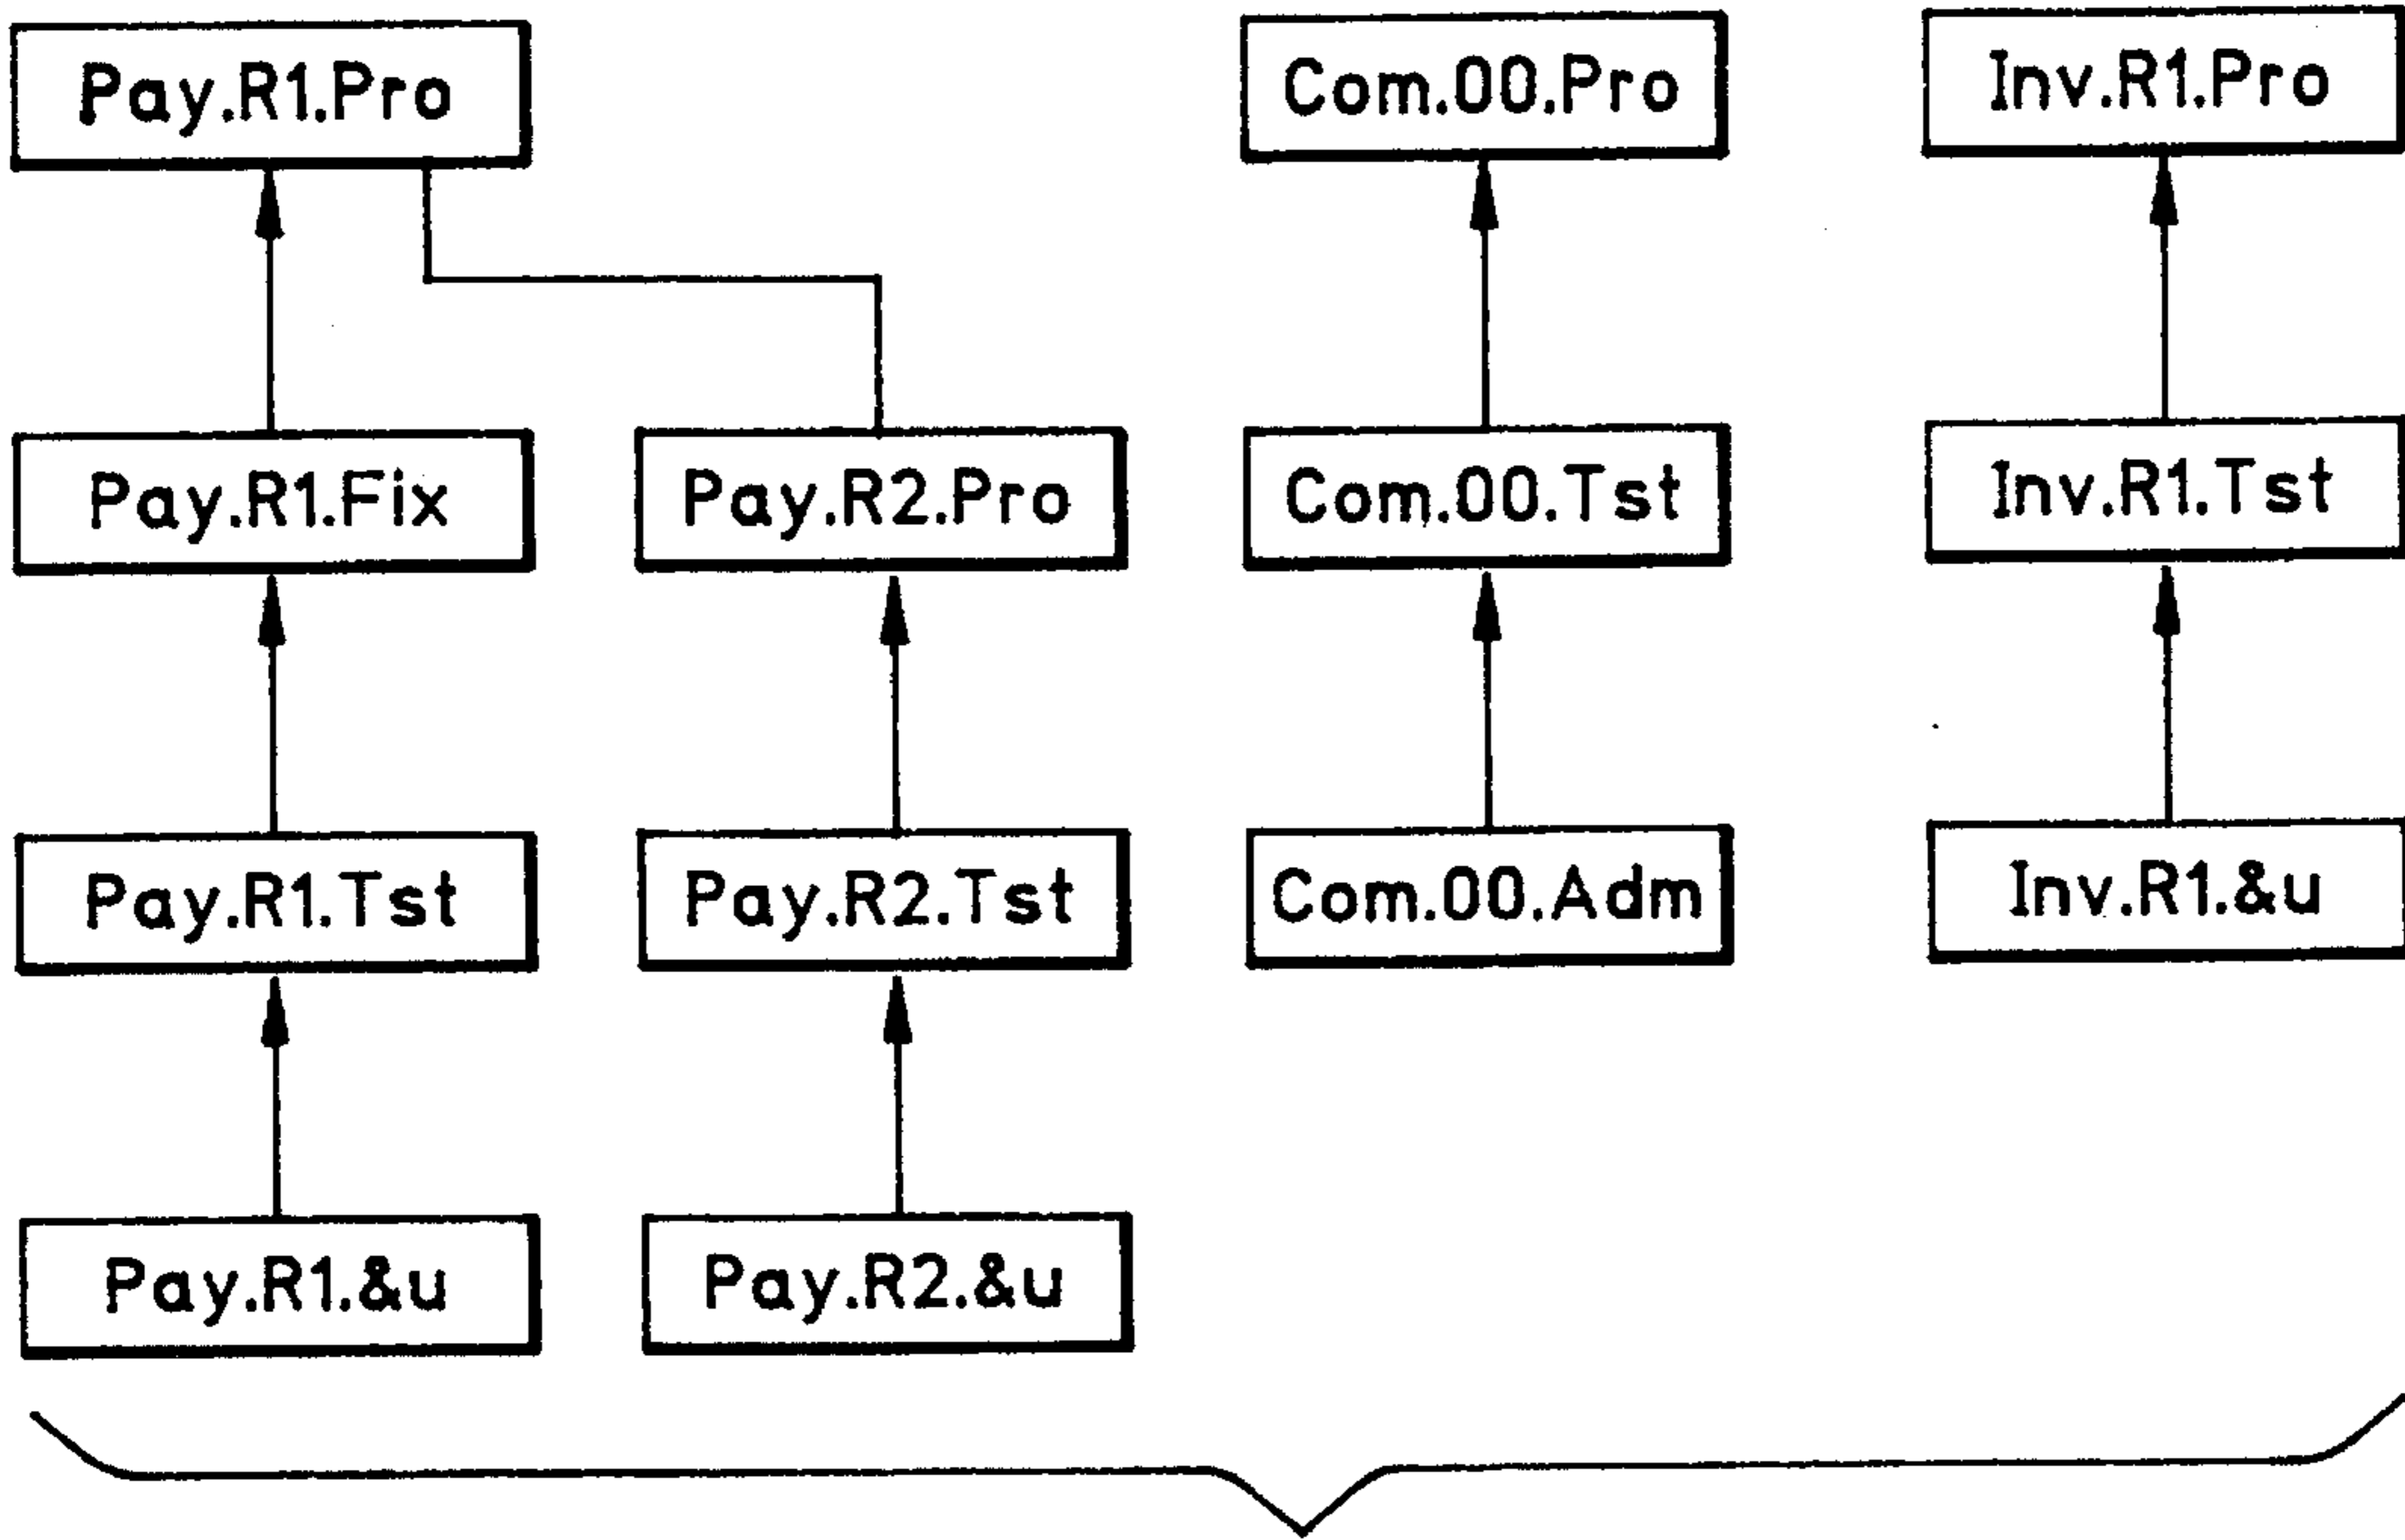 Pay.R1.Pro
Com.00.Pro
Inv.R1.Pro
Pay.R1.Fix
Pay.R2.Pro
Com.00.Tst
Inv.R1.Tst
Pay.R1.Tst
Pay.R2.Tst
Com.00.Adm
Inv.R1.&u
Pay.R1.&u
Pay.R2.&u